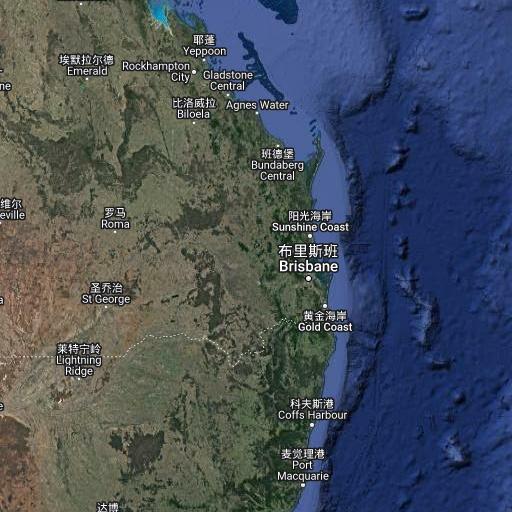 耶蓬
Yeppoon
埃默拉尔德
Emerald
Rockhampton
City
Gladstone
Central
比洛威拉
Biloela
Agnes Water
班德堡
Bundaberg
Central
维尔
eville
罗马
Roma
阳光海岸
Sunshine Coast
布里斯班
Brisbane
圣乔治
St George
黄金海岸
Gold Coast
莱特宁岭
Lightning
Ridge
科夫斯港
Coffs Harbour
麦觉理港
Port
Macquarie
达博